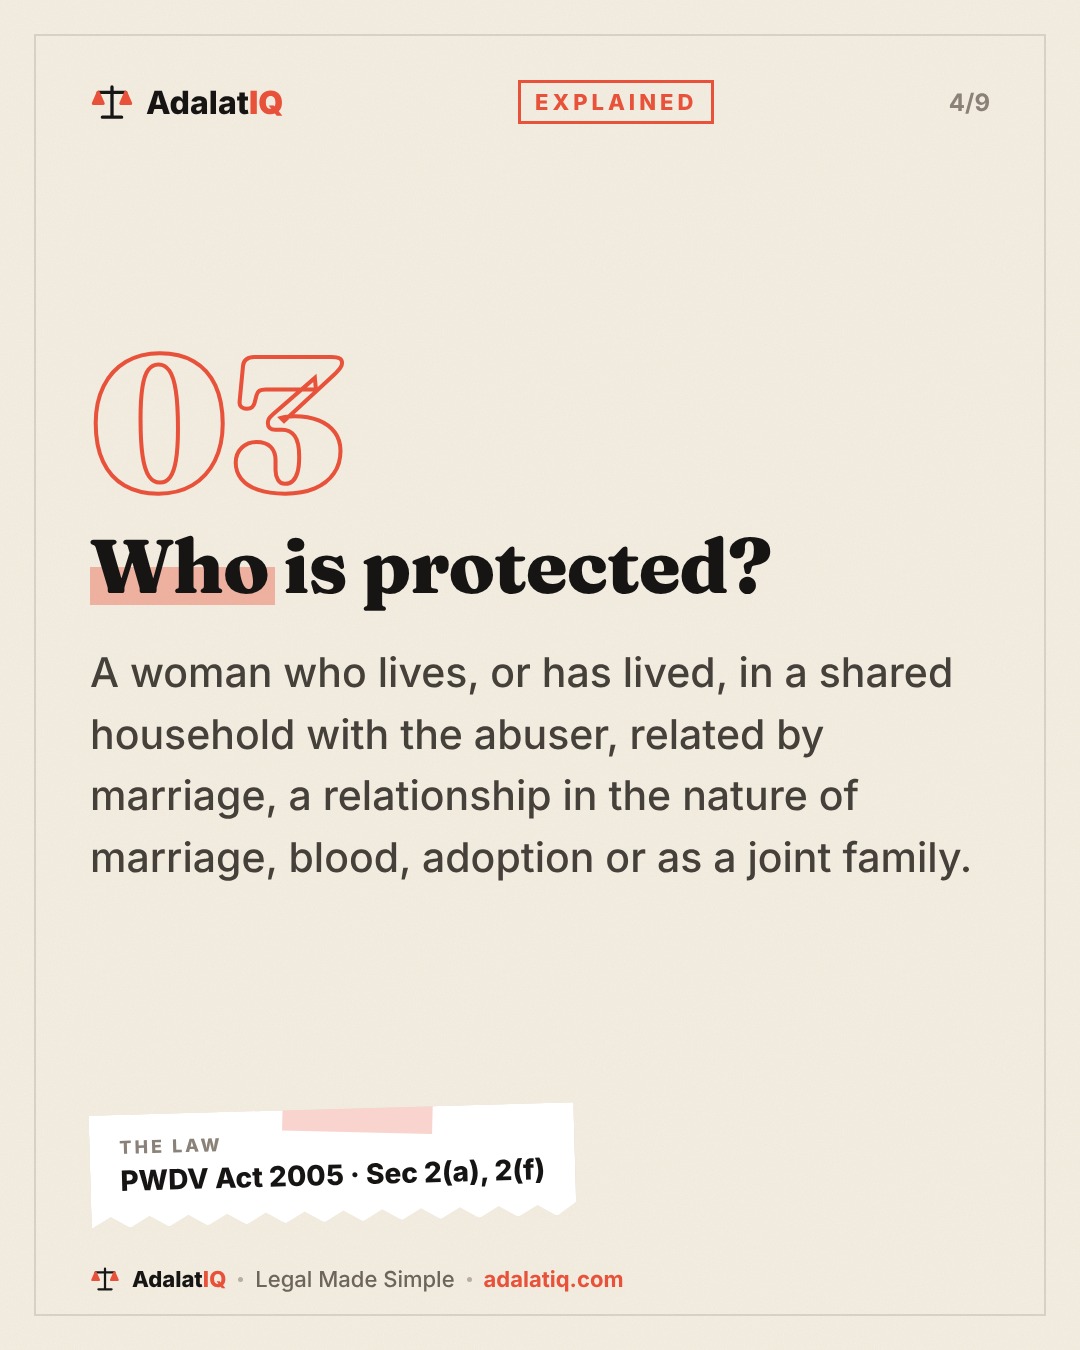 AdalatIQ
EXPLAINED
4/9
03
Who is protected?
A woman who lives, or has lived, in a shared
household with the abuser, related by
marriage, a relationship in the nature of
marriage, blood, adoption or as a joint family.
THE LAW
PWDV Act 2005 · Sec 2(a), 2(f)
AdalatIQ • Legal Made Simple • adalatiq.com